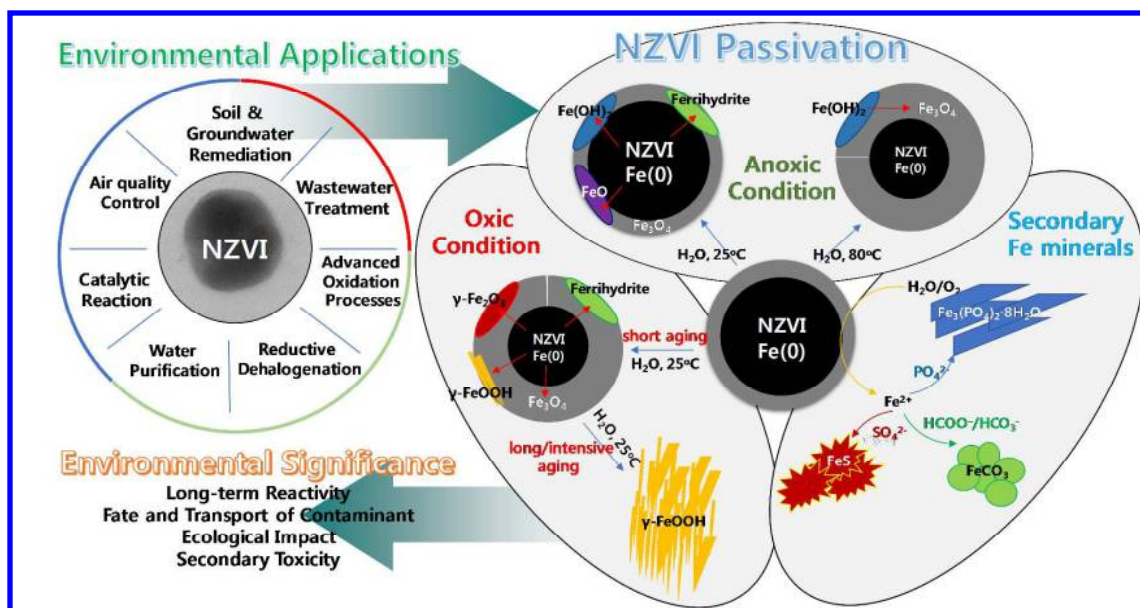 Environmental Applications
Soil &
Groundwater
Remediation
Air quality
Control
Wastewater
Treatment
NZVI
Catalytic
Reaction
Advanced
Oxidation
Processes
Water
Purification
Reductive
Dehalogenation
Environmental Significance
Long-term Reactivity
Fate and Transport of Contaminant
Ecological Impact
Secondary Toxicity
NZVI Passivation
Fe(OH)₂
Ferrihydrite
NZVI
Fe(0)
FeO
Fe₃O₄
Anoxic
Condition
Fe(OH)₂
Fe₃O₄
NZVI
Fe(0)
H₂O, 25°C
H₂O, 80°C
Oxic
Condition
γ-Fe₂O₃
Ferrihydrite
NZVI
Fe(0)
γ-FeOOH
Fe₃O₄
short aging
H₂O, 25°C
NZVI
Fe(0)
H₂O, 25°C
long/intensive
aging
γ-FeOOH
Secondary
Fe minerals
H₂O/O₂
Fe₃(PO₄)₂·8H₂O
Fe²⁺
HCOO⁻/HCO₃⁻
SO₄²⁻
FeS
FeCO₃